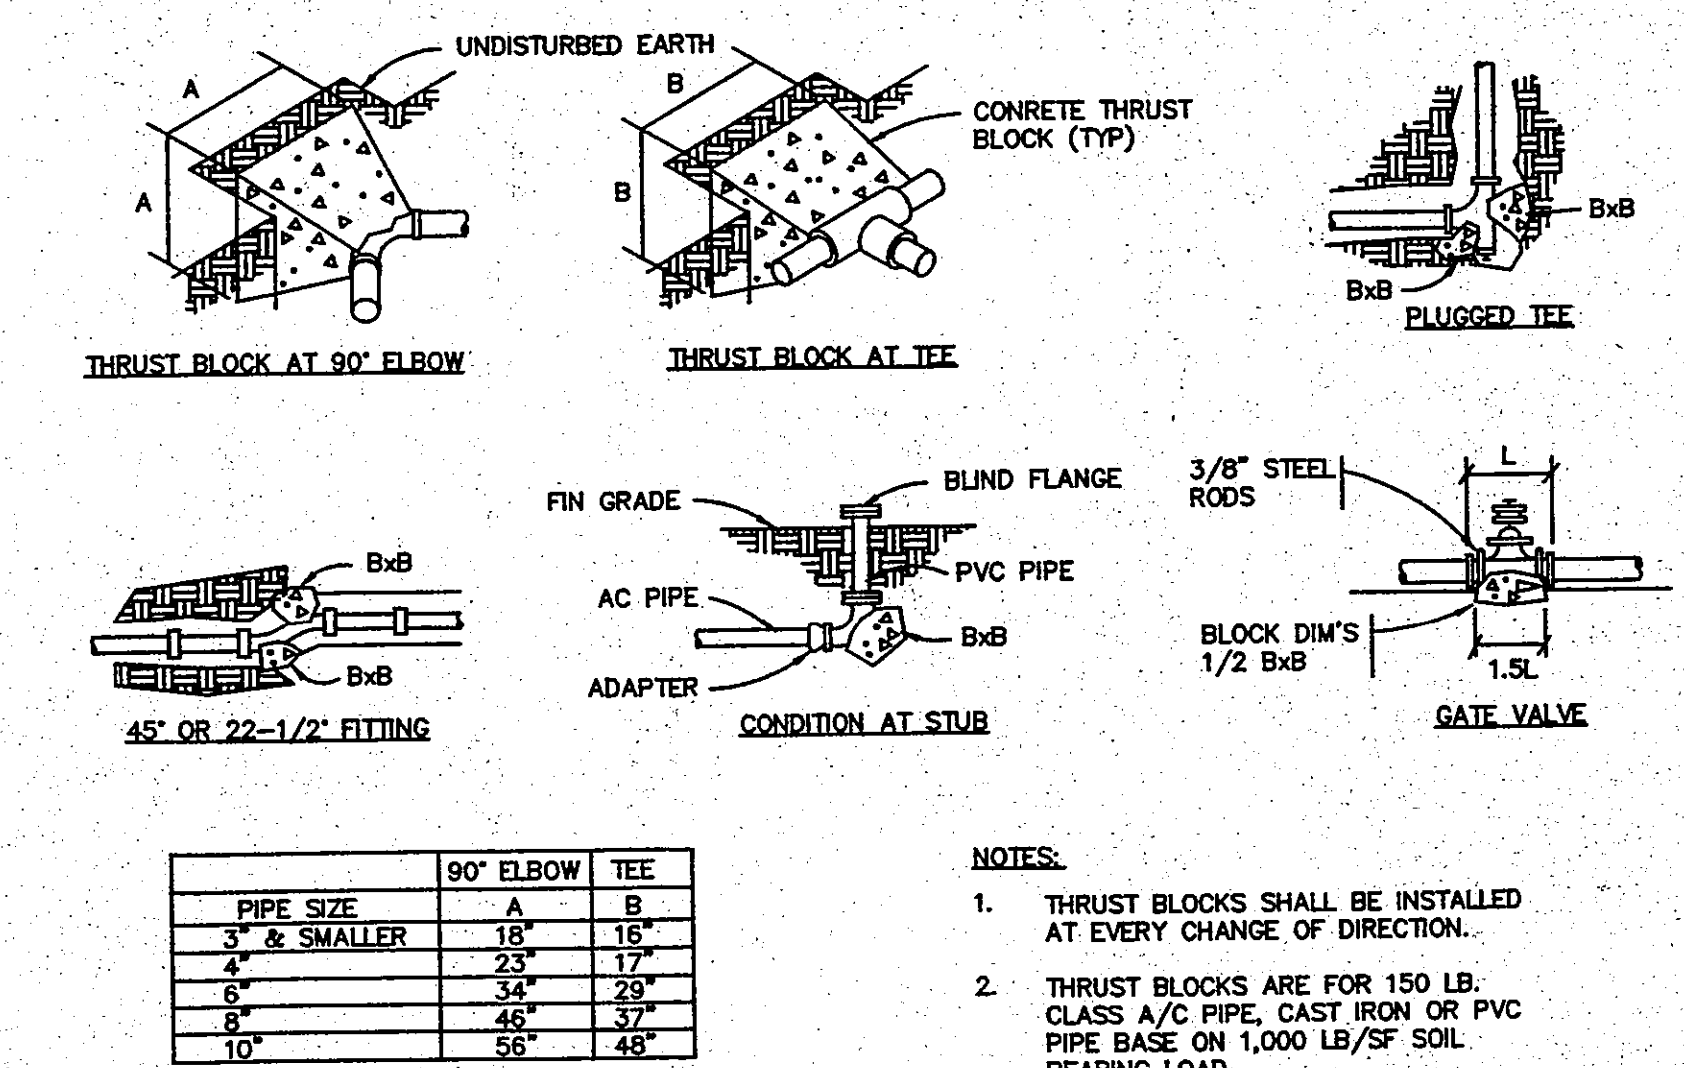 UNDISTURBED EARTH
A
A
B
B
CONRETE THRUST
BLOCK (TYP)
BxB
BxB
THRUST BLOCK AT 90° ELBOW
THRUST BLOCK AT TEE
PLUGGED TEE
BxB
BxB
45° OR 22-1/2° FITTING
FIN GRADE
BLIND FLANGE
PVC PIPE
AC PIPE
BxB
ADAPTER
CONDITION AT STUB
3/8" STEEL
RODS
L
BLOCK DIM'S
1/2 BxB
1.5L
GATE VALVE
90° ELBOW TEE
PIPE SIZE A B
3" & SMALLER 18" 16"
4" 23" 17"
6" 34" 29"
8" 46" 37"
10" 56" 48"
NOTES:
1. THRUST BLOCKS SHALL BE INSTALLED
AT EVERY CHANGE OF DIRECTION.
2 THRUST BLOCKS ARE FOR 150 LB.
CLASS A/C PIPE, CAST IRON OR PVC
PIPE BASE ON 1,000 LB/SF SOIL
BEARING LOAD